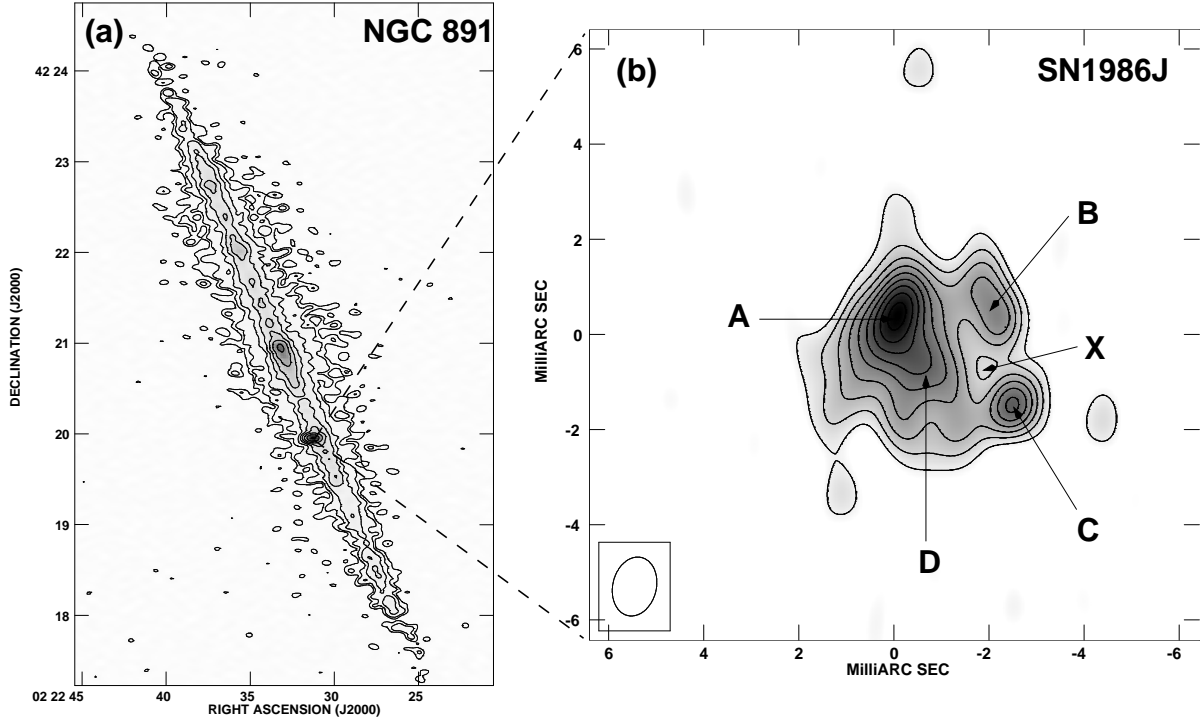 (a) NGC 891
42 24
23
22
21
20
19
18
DECLINATION (J2000)
02 22 45 40 35 30 25
RIGHT ASCENSION (J2000)
(b) SN1986J
6
4
2
0
-2
-4
-6
MilliARC SEC
A
B
X
C
D
6 4 2 0 -2 -4 -6
MilliARC SEC